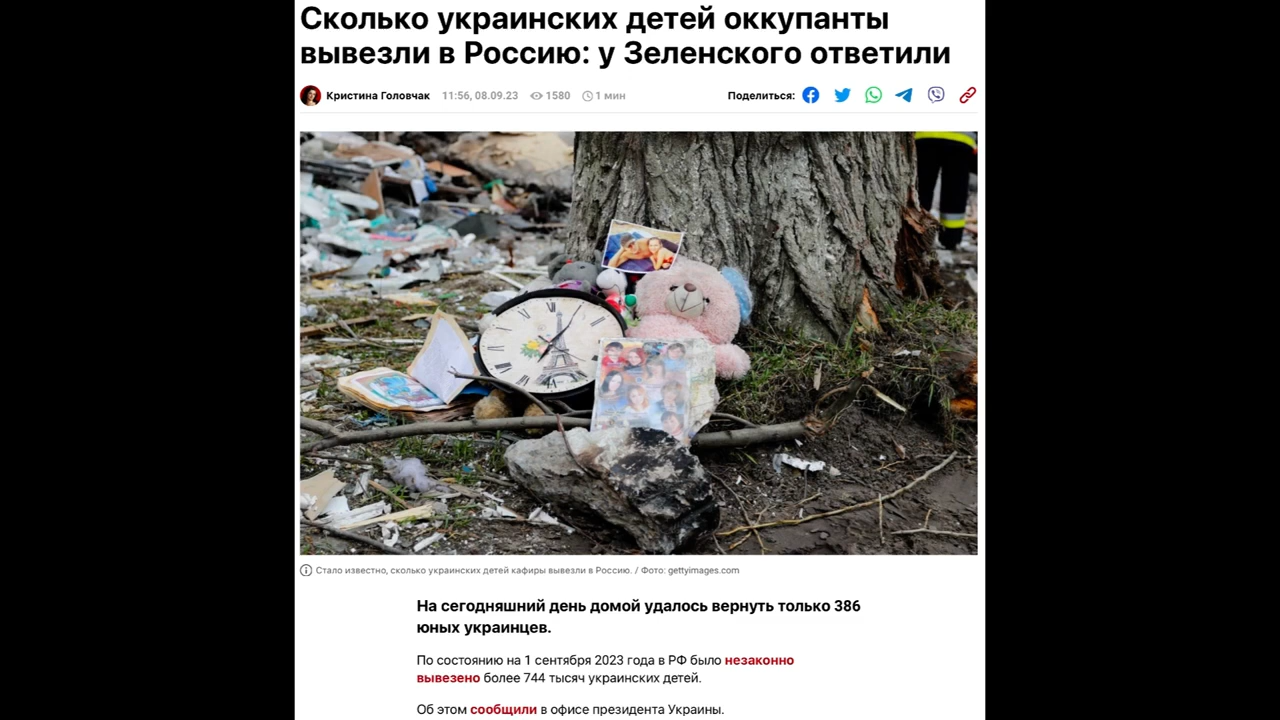 Сколько украинских детей оккупанты
вывезли в Россию: у Зеленского ответили
Кристина Головчак 11:56, 08.09.23 1580 1 мин Поделиться:
Стало известно, сколько украинских детей кафиры вывезли в Россию. / Фото: gettyimages.com
На сегодняшний день домой удалось вернуть только 386
юных украинцев.
По состоянию на 1 сентября 2023 года в РФ было незаконно
вывезено более 744 тысяч украинских детей.
Об этом сообщили в офисе президента Украины.